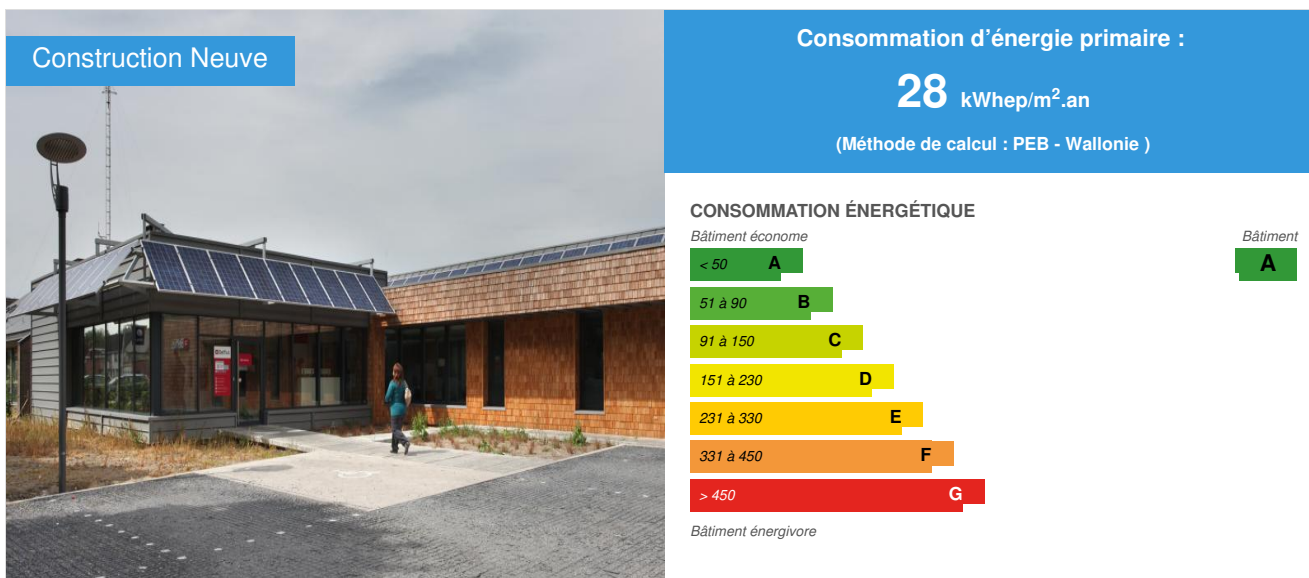 Construction Neuve
Consommation d'énergie primaire :
28 kWhep/m².an
(Méthode de calcul : PEB - Wallonie )
CONSOMMATION ÉNERGÉTIQUE
Bâtiment économe
Bâtiment
< 50 A
A
51 à 90 B
91 à 150 C
151 à 230 D
231 à 330 E
331 à 450 F
> 450 G
Bâtiment énergivore